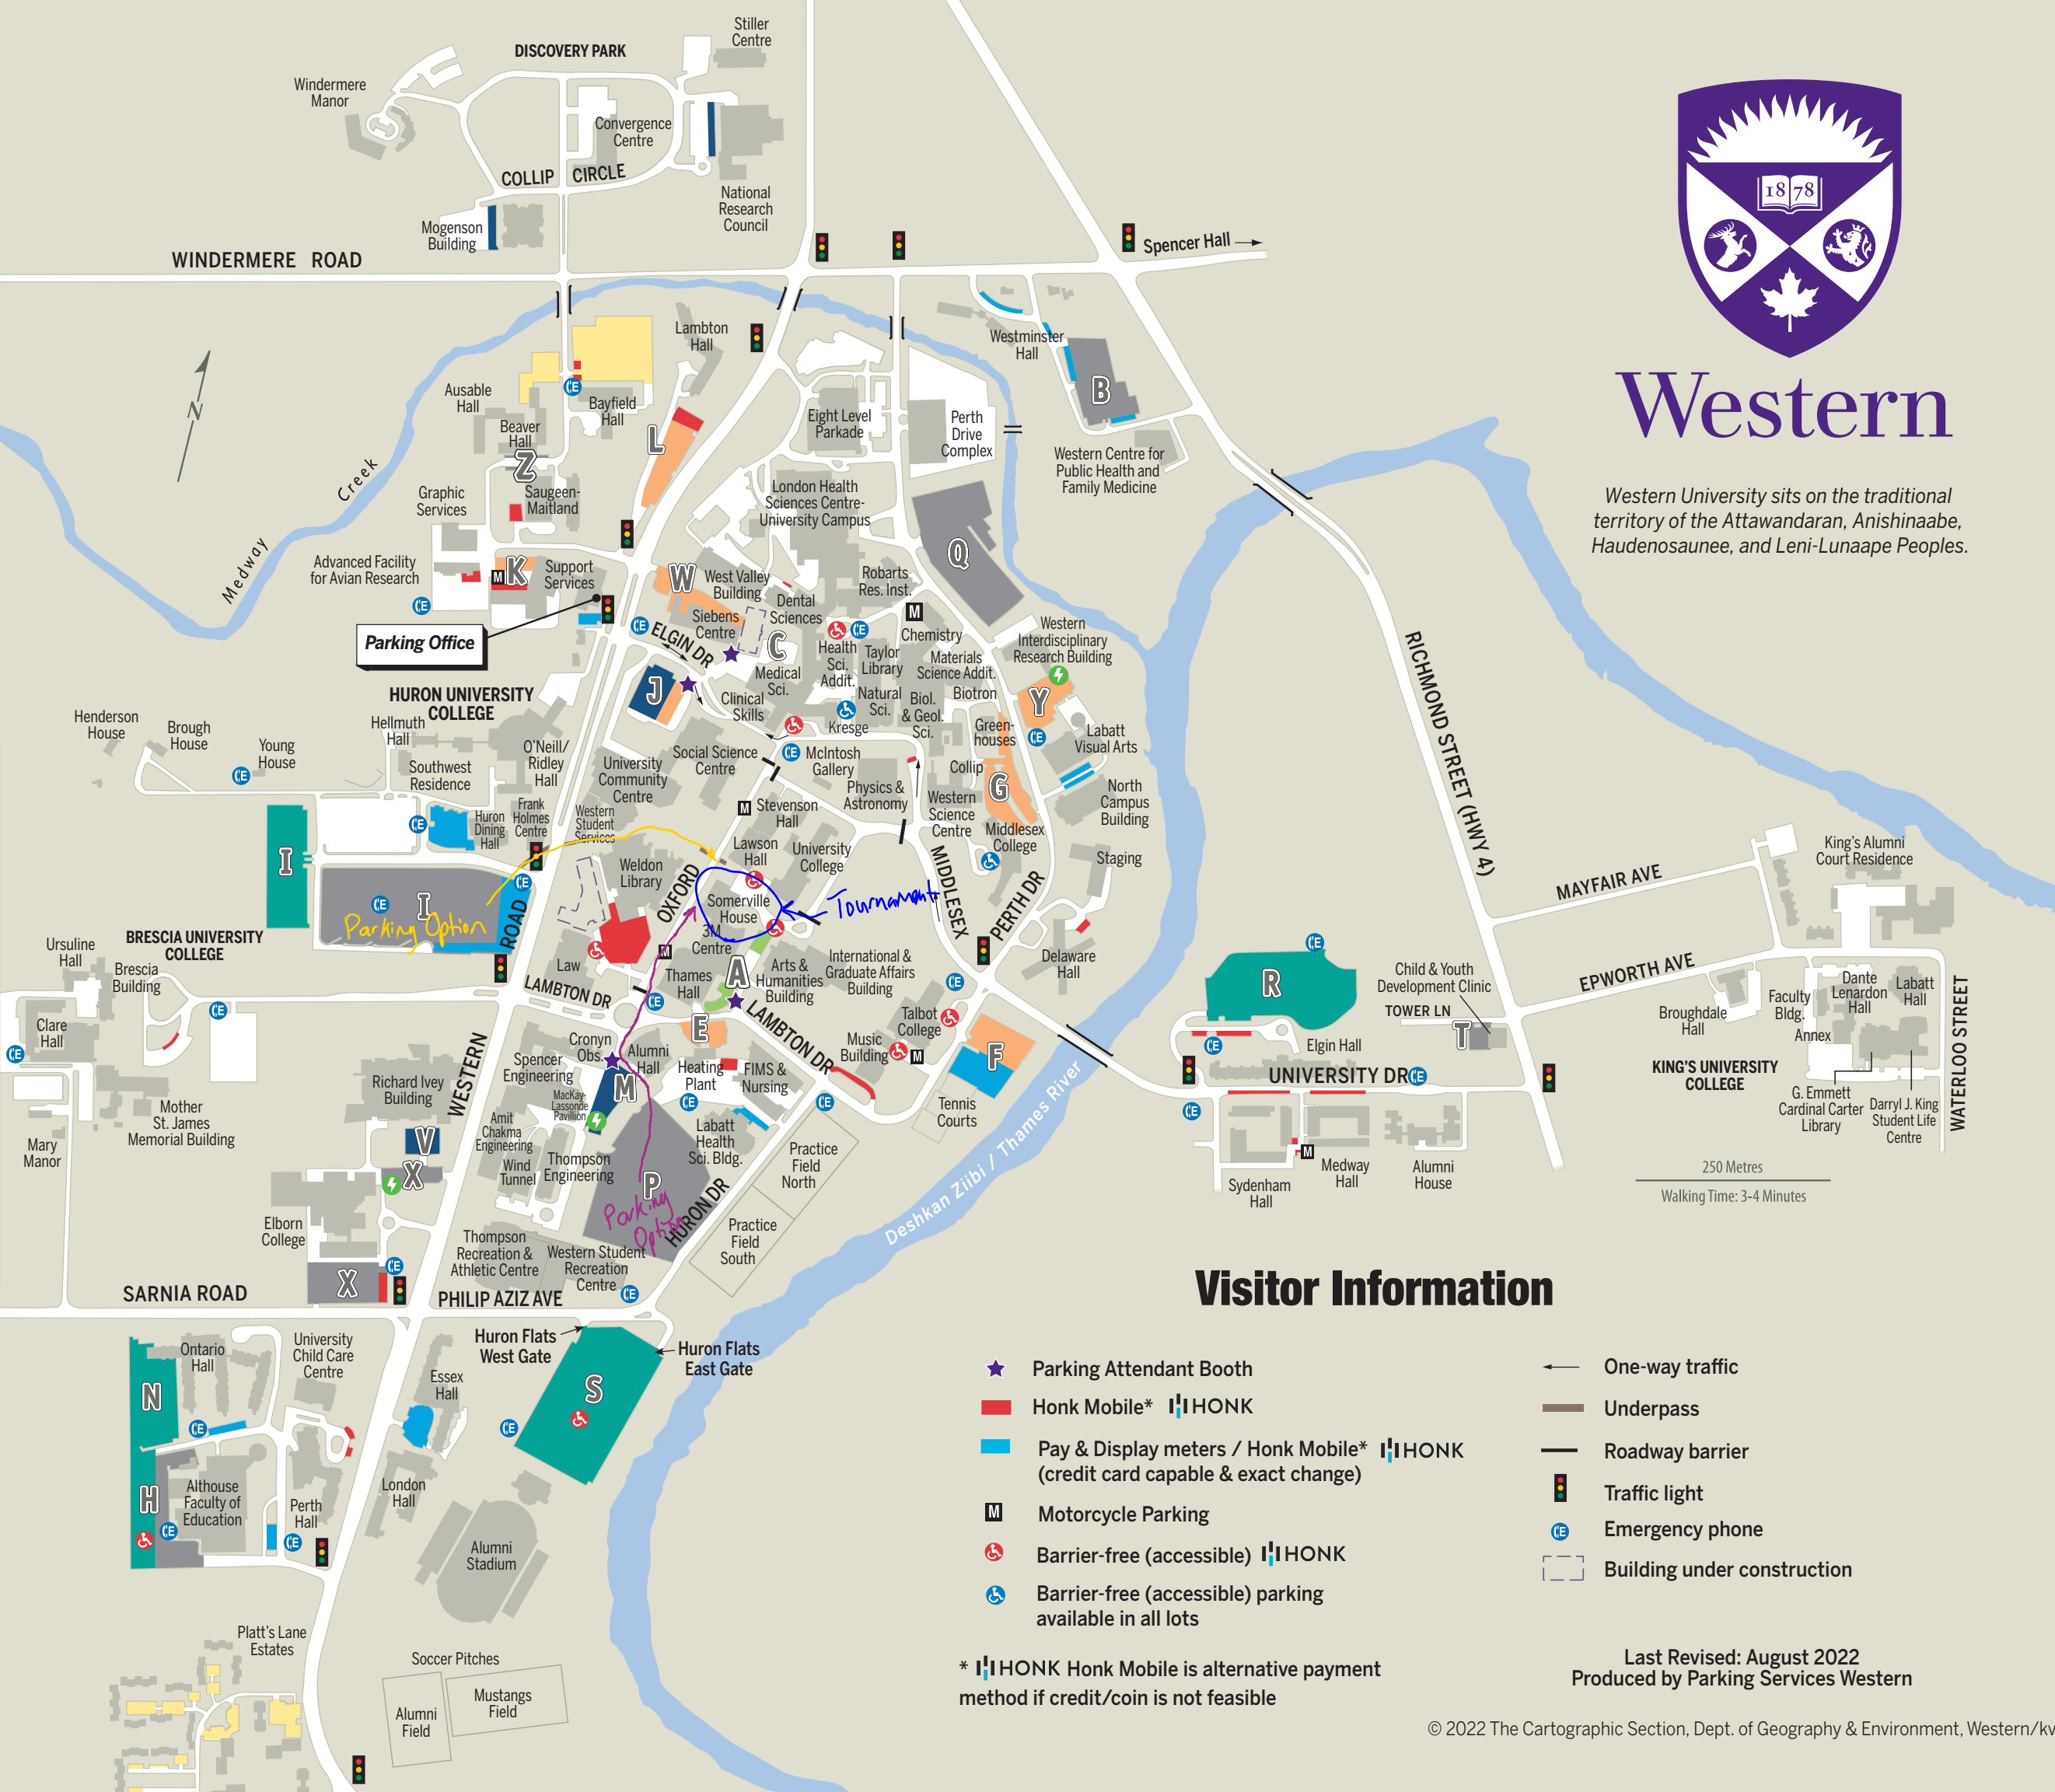 Stiller
Centre
DISCOVERY PARK
Windermere
Manor
Convergence
Centre
COLLIP CIRCLE
National
Research
Council
Mogenson
Building
WINDERMERE ROAD
Spencer Hall
1878
Western
Western University sits on the traditional
territory of the Attawandaran, Anishinaabe,
Haudenosaunee, and Leni-Lunaape Peoples.
N
Medway Creek
Lambton
Hall
Westminster
Hall
B
Ausable
Hall
Bayfield
Hall
Beaver
Hall
Z
L
Eight Level
Parkade
Perth
Drive
Complex
Western Centre for
Public Health and
Family Medicine
Graphic
Services
Saugeen-
Maitland
London Health
Sciences Centre-
University Campus
Q
Advanced Facility
for Avian Research
M
K
Support
Services
Parking Office
W
West Valley
Building
Siebens
Centre
Dental
Sciences
C
Robarts
Res. Inst.
M
Chemistry
Western
Interdisciplinary
Research Building
ELGIN DR
J
Medical
Sci.
Health
Sci.
Addit.
Taylor
Library
Materials
Science Addit.
Biotron
Y
Clinical
Skills
Kresge
Natural
Sci.
Biol.
& Geol.
Sci.
Green-
houses
Labatt
Visual Arts
HURON UNIVERSITY
COLLEGE
Henderson
House
Brough
House
Young
House
Hellmuth
Hall
Southwest
Residence
O'Neill/
Ridley
Hall
University
Community
Centre
Social Science
Centre
McIntosh
Gallery
Physics &
Astronomy
Collip
G
North
Campus
Building
Western
Science
Centre
Middlesex
College
Huron
Dining
Hall
Frank
Holmes
Centre
Western
Student
Services
M
Stevenson
Hall
Lawson
Hall
University
College
Weldon
Library
Staging
I
I
Parking Option
ROAD
OXFORD
Somerville
House
3M
Centre
Tournament
MIDDLESEX
PERTH DR
RICHMOND STREET (HWY 4)
MAYFAIR AVE
King's Alumni
Court Residence
BRESCIA UNIVERSITY
COLLEGE
Ursuline
Hall
Brescia
Building
Clare
Hall
Law
M
Thames
Hall
A
Arts &
Humanities
Building
International &
Graduate Affairs
Building
Delaware
Hall
LAMBTON DR
LAMBTON DR
E
Talbot
College
Music
Building
M
F
R
Child & Youth
Development Clinic
TOWER LN
T
EPWORTH AVE
Broughdale
Hall
Faculty
Bldg.
Annex
Dante
Lenardon
Hall
Labatt
Hall
WATERLOO STREET
KING'S UNIVERSITY
COLLEGE
G. Emmett
Cardinal Carter
Library
Darryl J. King
Student Life
Centre
Elgin Hall
UNIVERSITY DR
M
Sydenham
Hall
Medway
Hall
Alumni
House
Mother
St. James
Memorial Building
Mary
Manor
Richard Ivey
Building
WESTERN
V
X
Cronyn
Obs.
Alumni
Hall
Spencer
Engineering
MacKay-
Lassonde
Pavillion
M
Heating
Plant
FIMS &
Nursing
Amit
Chakma
Engineering
Wind
Tunnel
Thompson
Engineering
Labatt
Health
Sci. Bldg.
Tennis
Courts
Practice
Field
North
Practice
Field
South
P
Parking
Option
HURON DR
Deshkan Ziibi / Thames River
250 Metres
Walking Time: 3-4 Minutes
Elborn
College
X
Thompson
Recreation &
Athletic Centre
Western Student
Recreation
Centre
SARNIA ROAD
PHILIP AZIZ AVE
Huron Flats
West Gate
Huron Flats
East Gate
Ontario
Hall
University
Child Care
Centre
Essex
Hall
N
S
H
Althouse
Faculty of
Education
Perth
Hall
London
Hall
Alumni
Stadium
Platt's Lane
Estates
Soccer Pitches
Alumni
Field
Mustangs
Field
Visitor Information
Parking Attendant Booth
Honk Mobile* HONK
Pay & Display meters / Honk Mobile* HONK
(credit card capable & exact change)
M Motorcycle Parking
Barrier-free (accessible) HONK
Barrier-free (accessible) parking
available in all lots
* HONK Honk Mobile is alternative payment
method if credit/coin is not feasible
One-way traffic
Underpass
Roadway barrier
Traffic light
Emergency phone
Building under construction
Last Revised: August 2022
Produced by Parking Services Western
© 2022 The Cartographic Section, Dept. of Geography & Environment, Western/kv